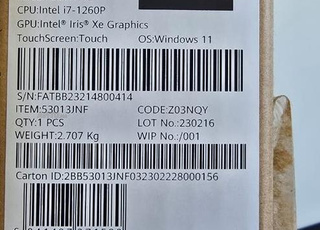 CPU:Intel i7-1260P
GPU:Intel® Iris® Xe Graphics
TouchScreen:Touch OS:Windows 11
S/N:FATBB23214800414
ITEM:53013JNF CODE:Z03NQY
QTY:1 PCS LOT No.:230216
WEIGHT:2.707 Kg WIP No.:/001
Carton ID:2BB53013JNF032302228000156